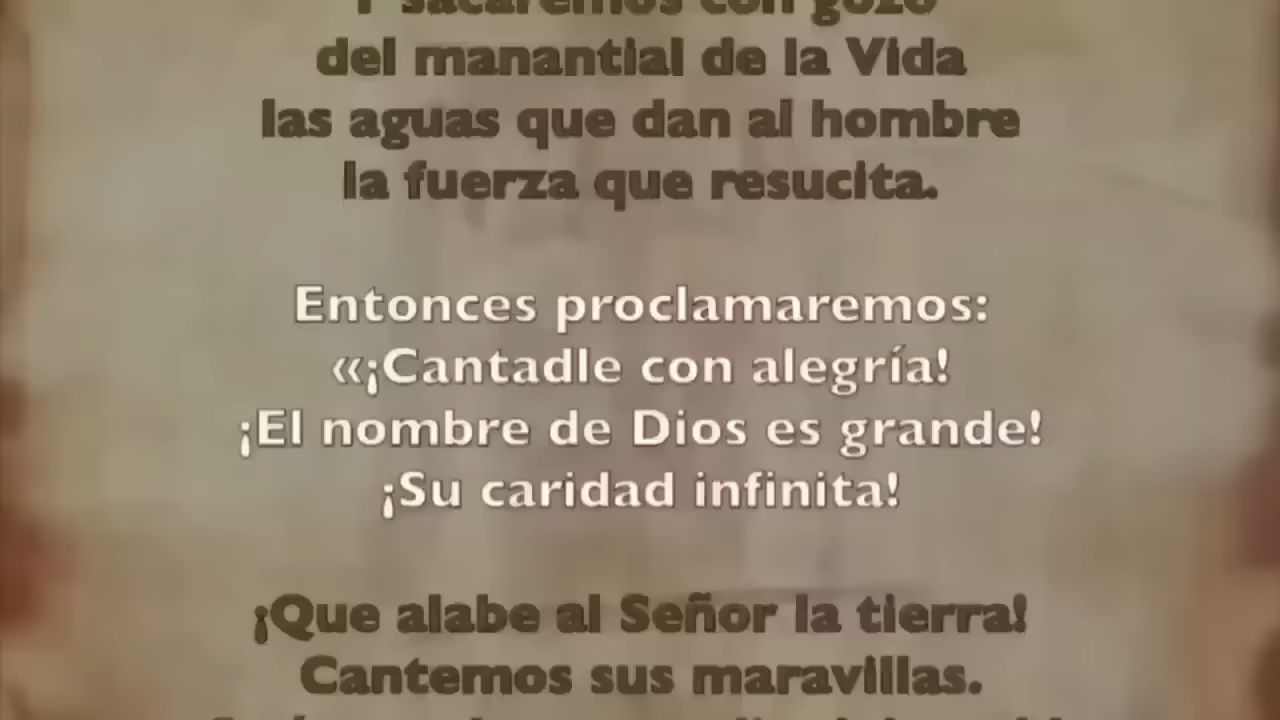 Y sacaremos con gozo
del manantial de la Vida
las aguas que dan al hombre
la fuerza que resucita.
Entonces proclamaremos:
«¡Cantadle con alegría!
¡El nombre de Dios es grande!
¡Su caridad infinita!
¡Que alabe al Señor la tierra!
Cantemos sus maravillas.